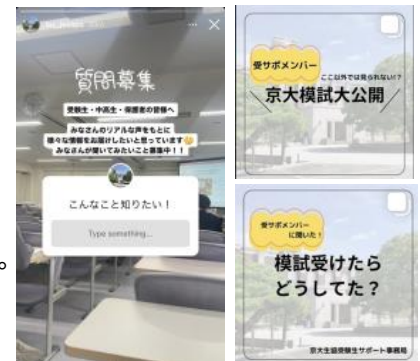 質問募集
受験生・中高生・保護者の皆様へ
みなさんのリアルな声をもとに
様々な情報をお届けしたいと思っています
みなさんが聞いてみたいこと募集中！！
こんなこと知りたい！
Type something...
。
受サポメンバー
ここ以外では見られない!?
京大模試大公開
受サポメンバー
に聞いた！
模試受けたら
どうしてた？
京大生協受験生サポート事務局